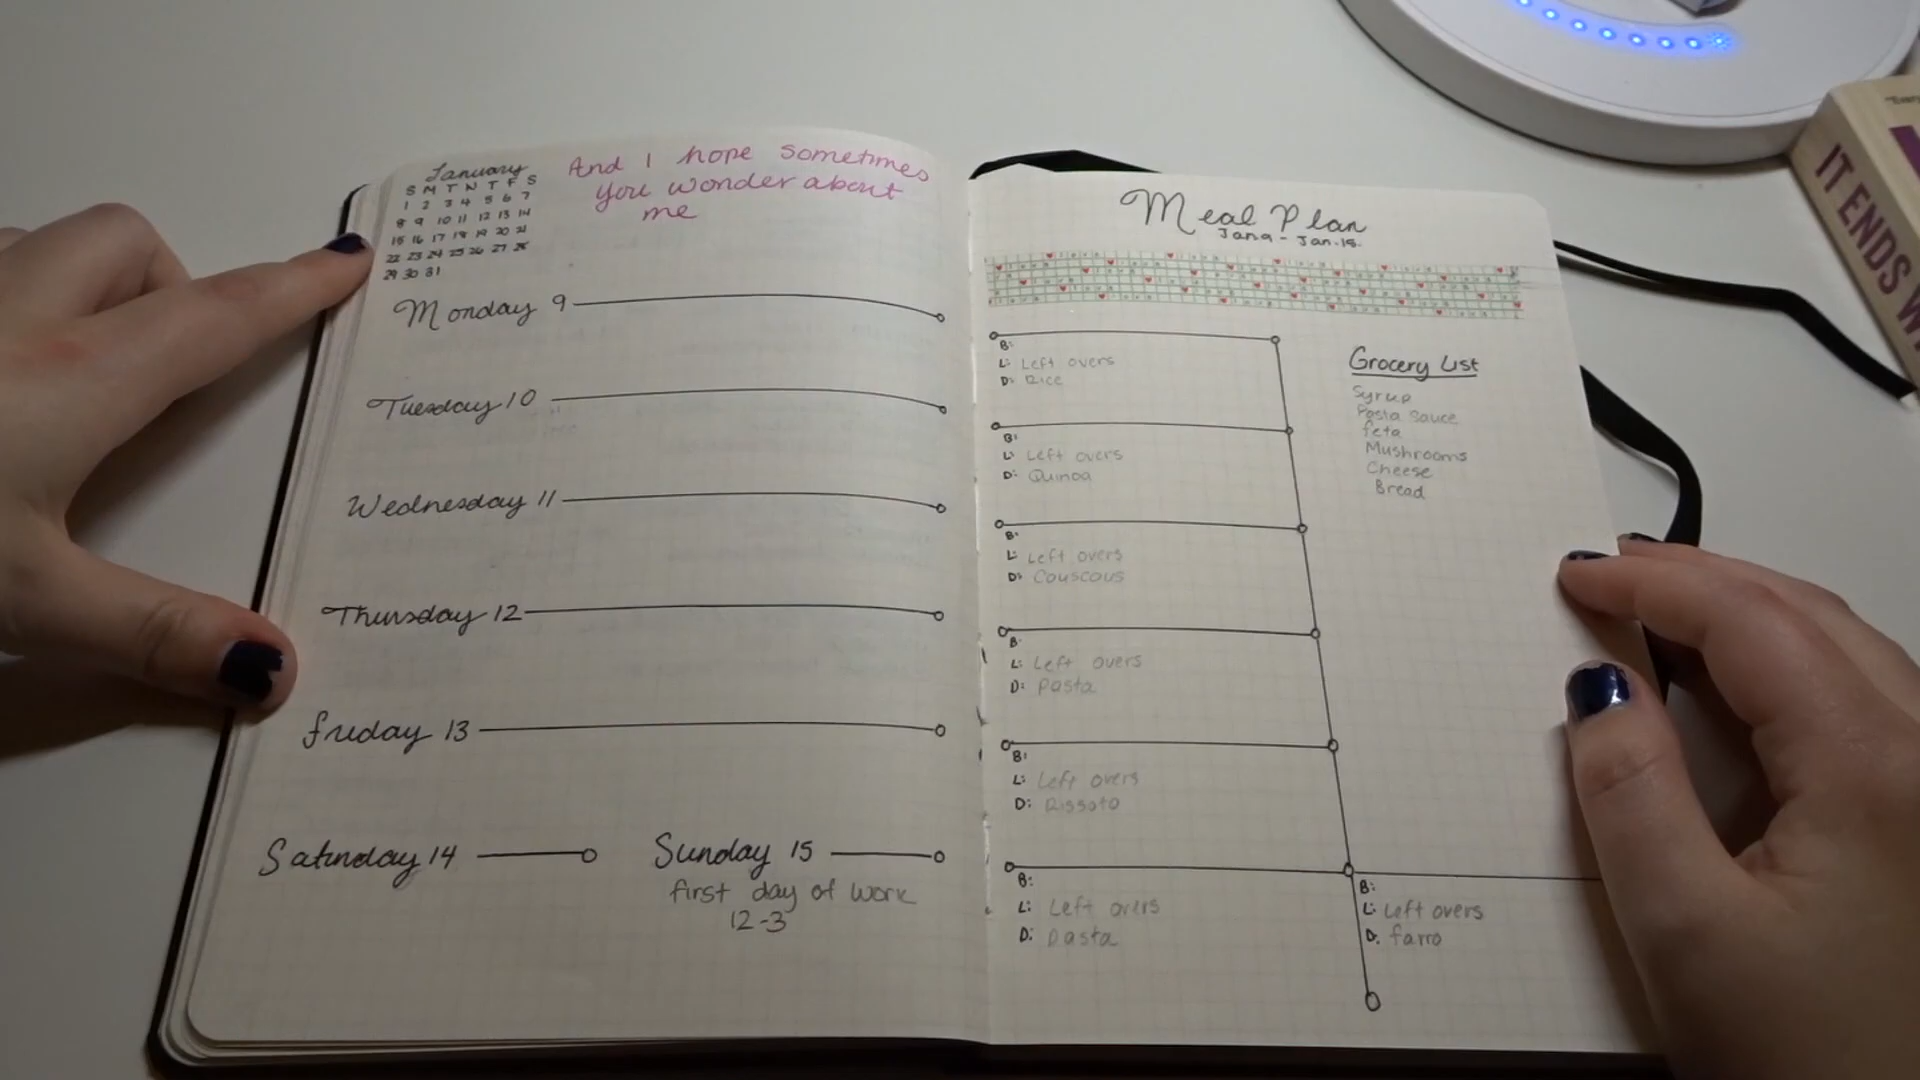 January
S M T W T F S
1 2 3 4 5 6 7
8 9 10 11 12 13 14
15 16 17 18 19 20 21
22 23 24 25 26 27 28
29 30 31
And I hope sometimes
you wonder about
me
Monday 9
Tuesday 10
Wednesday 11
Thursday 12
Friday 13
Saturday 14
Sunday 15
first day of work
12-3
Meal Plan
Jan.9 - Jan.15.
B:
L: Left overs
D: Rice
B:
L: Left overs
D: Quinoa
B:
L: Left overs
D: Couscous
B:
L: Left overs
D: Pasta
B:
L: Left overs
D: Rissoto
B:
L: Left overs
D: Pasta
B:
L: Left overs
D. farro
Grocery List
Syrup
Pasta Sauce
feta
Mushrooms
Cheese
Bread
IT ENDS